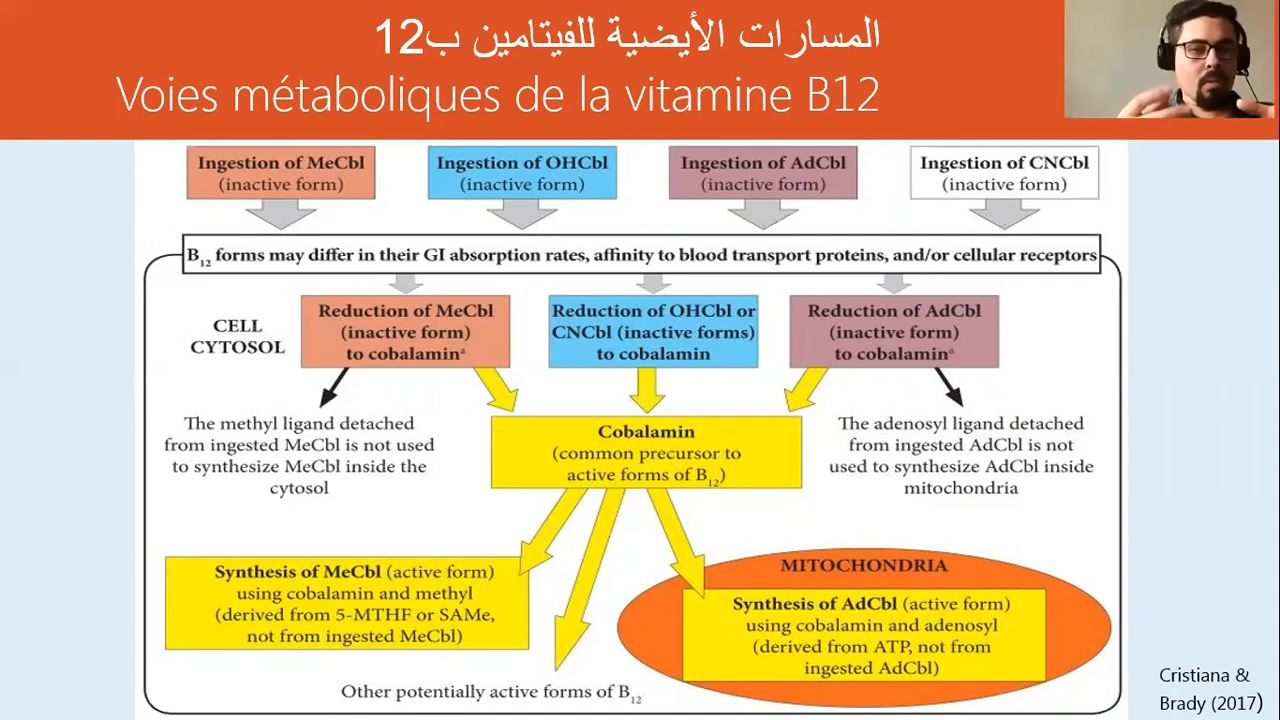 المسارات الأيضية للفيتامين ب12
Voies métaboliques de la vitamine B12
Ingestion of MeCbl
(inactive form)
Ingestion of OHCbl
(inactive form)
Ingestion of AdCbl
(inactive form)
Ingestion of CNCbl
(inactive form)
B₁₂ forms may differ in their GI absorption rates, affinity to blood transport proteins, and/or cellular receptors
CELL
CYTOSOL
Reduction of MeCbl
(inactive form)
to cobalaminᵃ
Reduction of OHCbl or
CNCbl (inactive forms)
to cobalamin
Reduction of AdCbl
(inactive form)
to cobalaminᵃ
The methyl ligand detached
from ingested MeCbl is not used
to synthesize MeCbl inside the
cytosol
Cobalamin
(common precursor to
active forms of B₁₂)
The adenosyl ligand detached
from ingested AdCbl is not
used to synthesize AdCbl inside
mitochondria
Synthesis of MeCbl (active form)
using cobalamin and methyl
(derived from 5-MTHF or SAMe,
not from ingested MeCbl)
MITOCHONDRIA
Synthesis of AdCbl (active form)
using cobalamin and adenosyl
(derived from ATP, not from
ingested AdCbl)
Other potentially active forms of B₁₂
Cristiana &
Brady (2017)